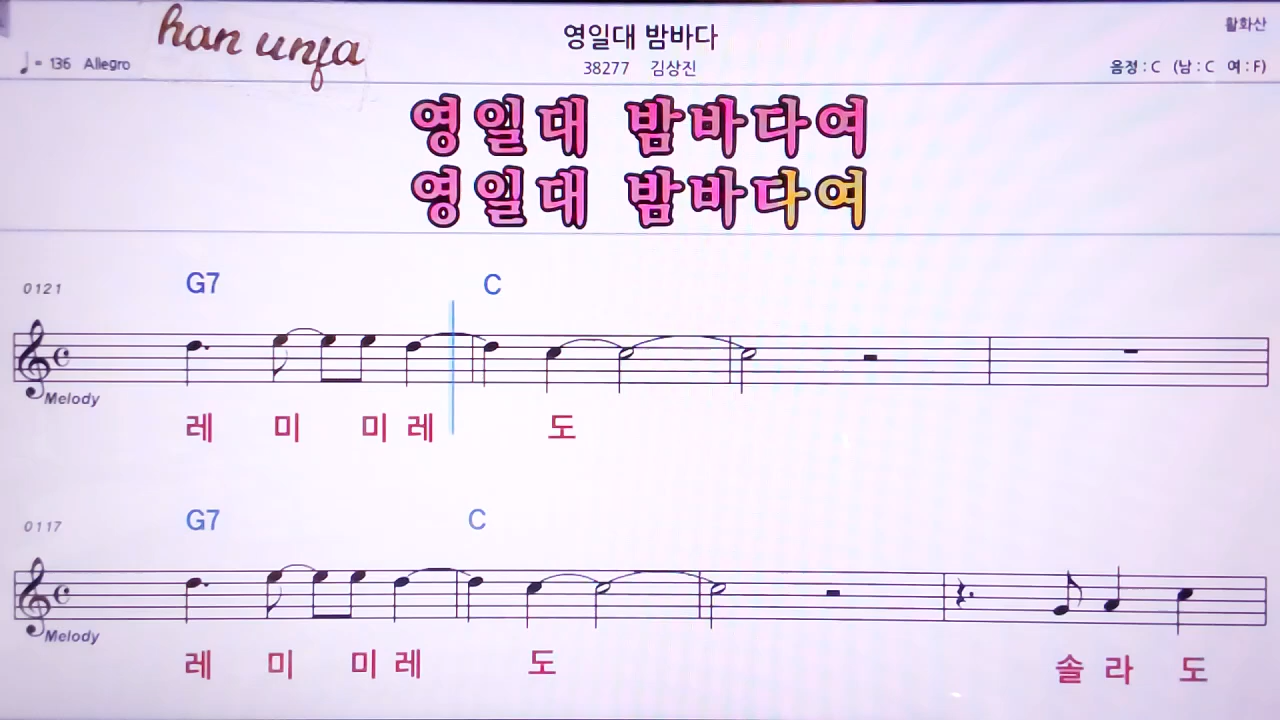 han unfa
영일대 밤바다
활화산
♩ = 136 Allegro
38277 김상진
음정 : C (남 : C 여 : F)
영일대 밤바다여
영일대 밤바다여
0121 G7 C
Melody
레 미 미 레 도
0117 G7 C
Melody
레 미 미 레 도 솔 라 도